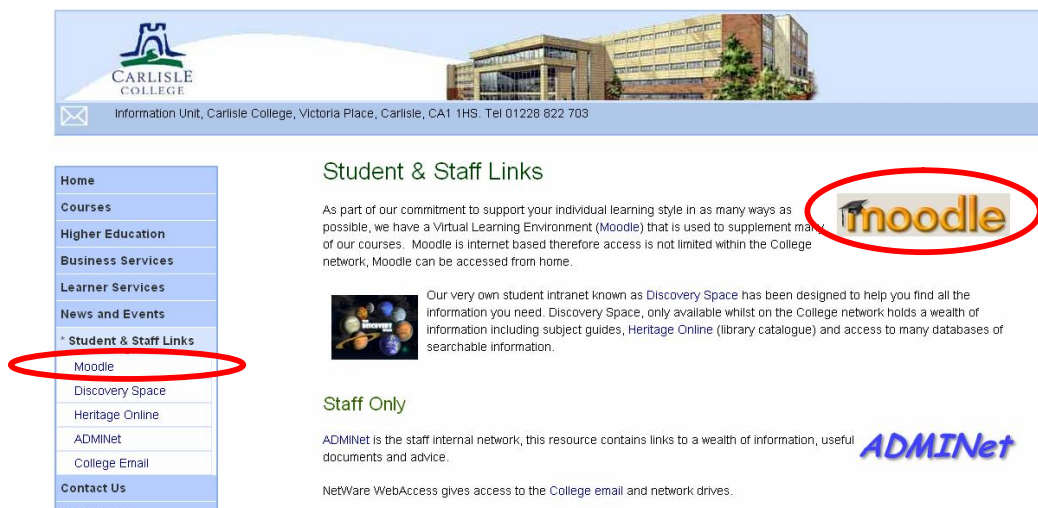 CARLISLE
COLLEGE
Information Unit, Carlisle College, Victoria Place, Carlisle, CA1 1HS. Tel 01228 822 703
Home
Courses
Higher Education
Business Services
Learner Services
News and Events
* Student & Staff Links
Moodle
Discovery Space
Heritage Online
ADMINet
College Email
Contact Us
Student & Staff Links
As part of our commitment to support your individual learning style in as many ways as
possible, we have a Virtual Learning Environment (Moodle) that is used to supplement many
of our courses. Moodle is internet based therefore access is not limited within the College
network, Moodle can be accessed from home.
moodle
Our very own student intranet known as Discovery Space has been designed to help you find all the
information you need. Discovery Space, only available whilst on the College network holds a wealth of
information including subject guides, Heritage Online (library catalogue) and access to many databases of
searchable information.
DISCOVERY
Staff Only
ADMINet is the staff internal network, this resource contains links to a wealth of information, useful
documents and advice.
ADMINet
NetWare WebAccess gives access to the College email and network drives.